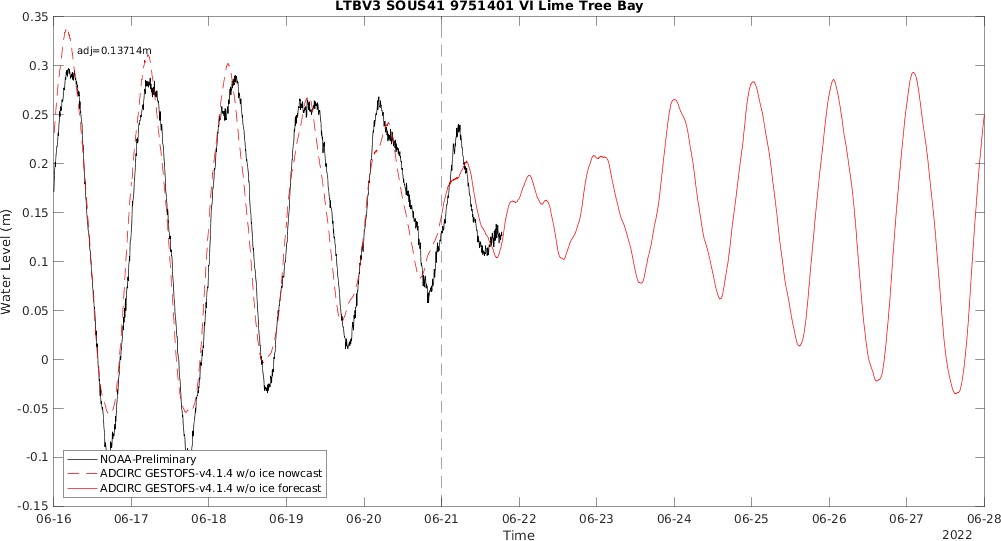 LTBV3 SOUS41 9751401 VI Lime Tree Bay
adj=0.13714m
0.35
0.3
0.25
0.2
0.15
0.1
0.05
0
-0.05
-0.1
-0.15
Water Level (m)
NOAA-Preliminary
ADCIRC GESTOFS-v4.1.4 w/o ice nowcast
ADCIRC GESTOFS-v4.1.4 w/o ice forecast
06-16 06-17 06-18 06-19 06-20 06-21 06-22 06-23 06-24 06-25 06-26 06-27 06-28
Time
2022